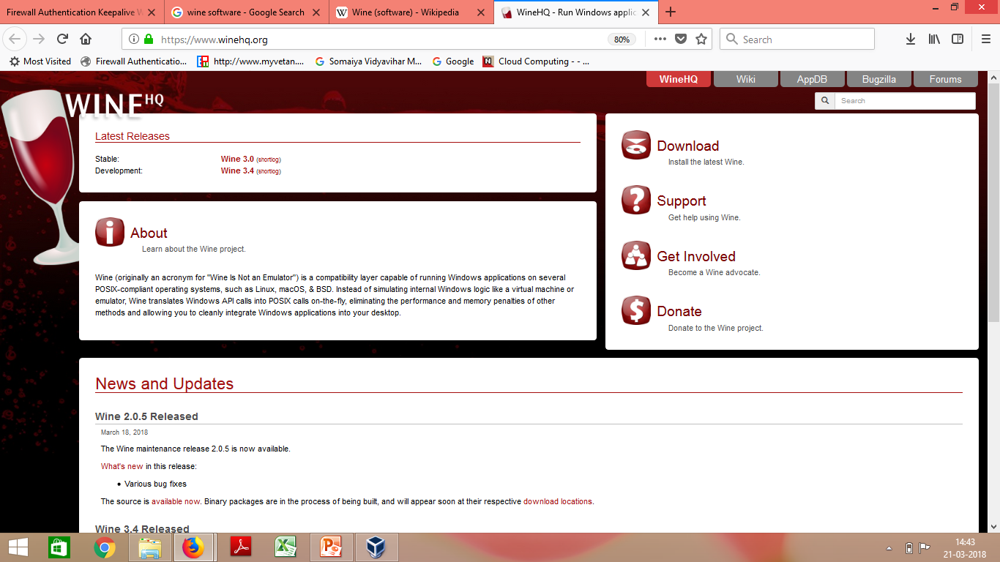 Firewall Authentication Keepalive W
wine software - Google Search
Wine (software) - Wikipedia
WineHQ - Run Windows applic
https://www.winehq.org
80%
Search
Most Visited
Firewall Authenticatio...
http://www.myvetan....
Somaiya Vidyavihar M...
Google
Cloud Computing - - ...
WineHQ
Wiki
AppDB
Bugzilla
Forums
WINE HQ
Search
Latest Releases
Stable: Wine 3.0 (shortlog)
Development: Wine 3.4 (shortlog)
About
Learn about the Wine project.
Wine (originally an acronym for "Wine Is Not an Emulator") is a compatibility layer capable of running Windows applications on several
POSIX-compliant operating systems, such as Linux, macOS, & BSD. Instead of simulating internal Windows logic like a virtual machine or
emulator, Wine translates Windows API calls into POSIX calls on-the-fly, eliminating the performance and memory penalties of other
methods and allowing you to cleanly integrate Windows applications into your desktop.
Download
Install the latest Wine.
Support
Get help using Wine.
Get Involved
Become a Wine advocate.
Donate
Donate to the Wine project.
News and Updates
Wine 2.0.5 Released
March 18, 2018
The Wine maintenance release 2.0.5 is now available.
What's new in this release:
• Various bug fixes
The source is available now. Binary packages are in the process of being built, and will appear soon at their respective download locations.
Wine 3.4 Released
14:43
21-03-2018